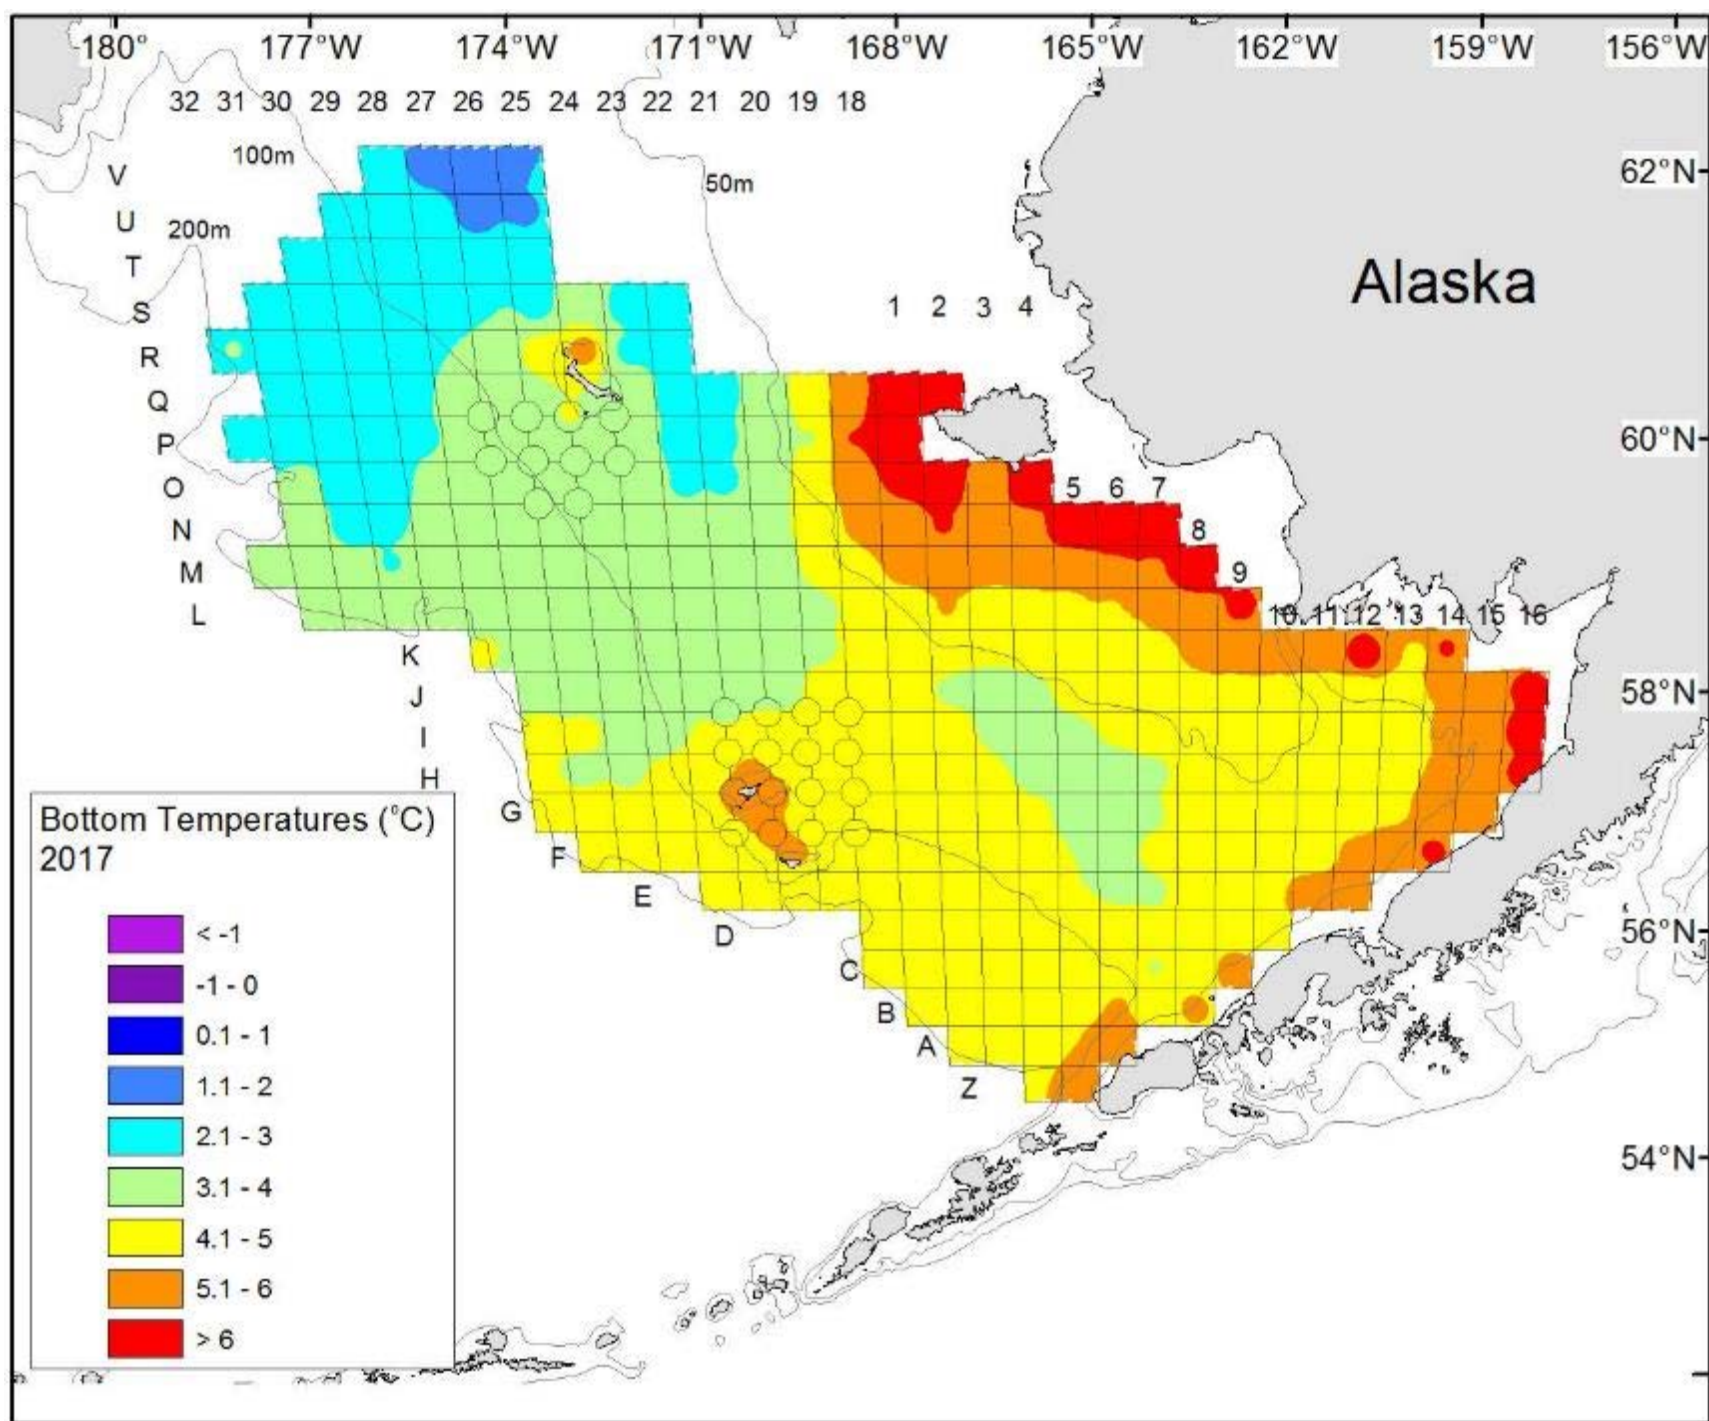 180° 177°W 174°W 171°W 168°W 165°W 162°W 159°W 156°W
32 31 30 29 28 27 26 25 24 23 22 21 20 19 18
100m
V
62°N
50m
U
200m
T
Alaska
S
1 2 3 4
R
Q
P
60°N
O
5 6 7
N
8
M
9
L
10 11 12 13 14 15 16
K
J
58°N
I
H
G
F
E
D
56°N
C
B
A
Z
54°N
Bottom Temperatures (°C)
2017
< -1
-1 - 0
0.1 - 1
1.1 - 2
2.1 - 3
3.1 - 4
4.1 - 5
5.1 - 6
> 6